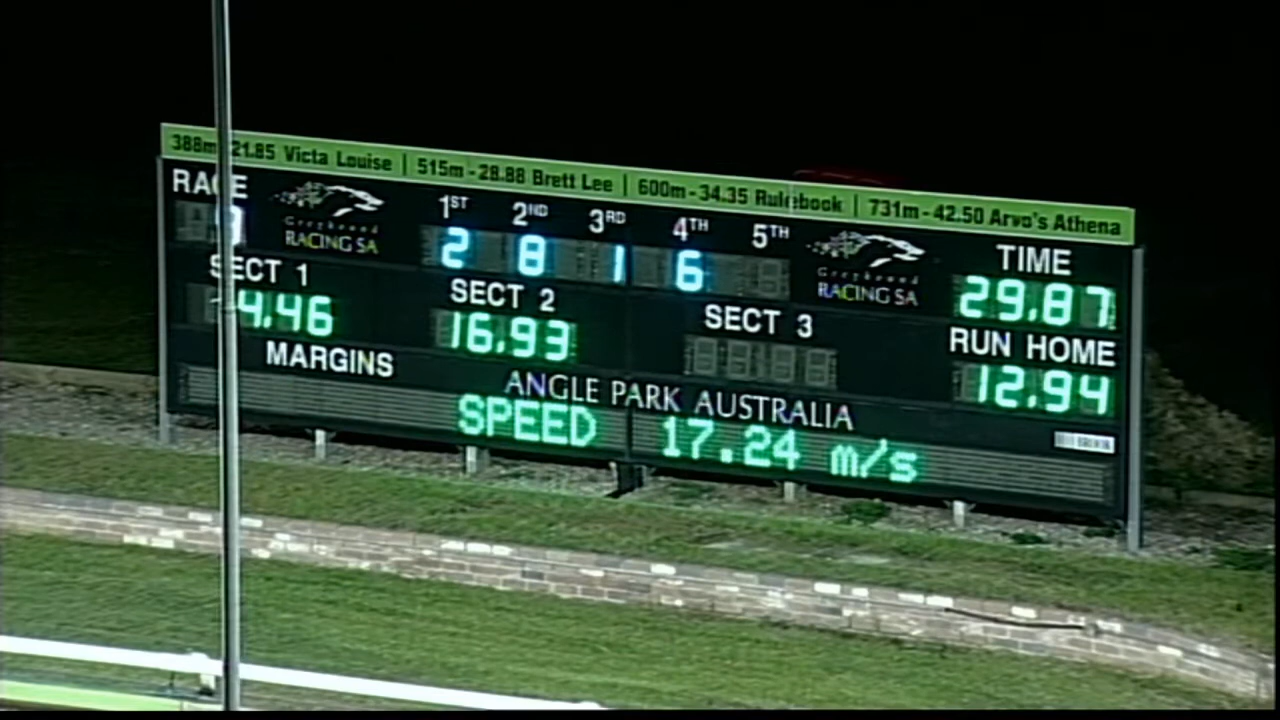 388m 21.85 Victa Louise | 515m - 28.88 Brett Lee | 600m - 34.35 Rulebook | 731m - 42.50 Arvo's Athena
RACE
Greyhound
RACING SA
1ST 2ND 3RD 4TH 5TH
2 8 1 6
Greyhound
RACING SA
TIME
29.87
SECT 1
4.46
SECT 2
16.93
SECT 3
RUN HOME
12.94
MARGINS
ANGLE PARK AUSTRALIA
SPEED 17.24 m/s